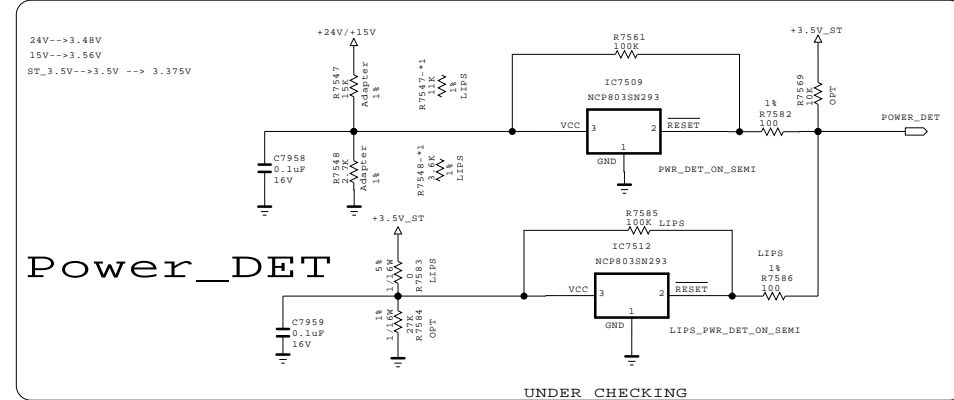 24V-->3.48V
15V-->3.56V
ST_3.5V-->3.5V --> 3.375V
+24V/+15V
R7547
15K
Adapter
1%
R7547-*1
11K
1%
LIPS
R7561
100K
IC7509
NCP803SN293
VCC
3
2
RESET
1
GND
PWR_DET_ON_SEMI
+3.5V_ST
R7569
10K
OPT
1%
R7582
100
POWER_DET
C7958
0.1uF
16V
R7548
2.7K
Adapter
1%
R7548-*1
3.6K
1%
LIPS
Power_DET
+3.5V_ST
5%
1/16W
0
R7583
LIPS
1%
1/16W
27K
R7584
OPT
C7959
0.1uF
16V
R7585
100K LIPS
IC7512
NCP803SN293
VCC
3
2
RESET
1
GND
LIPS_PWR_DET_ON_SEMI
LIPS
1%
R7586
100
UNDER CHECKING